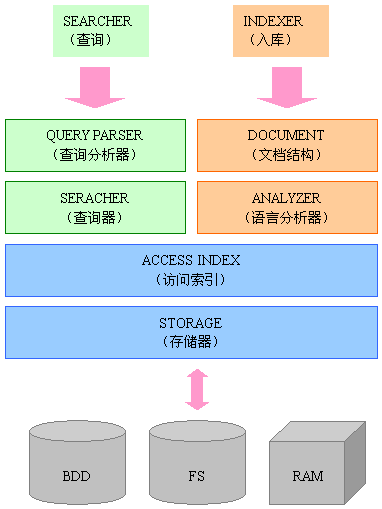 SEARCHER
（查询）
INDEXER
（入库）
QUERY PARSER
（查询分析器）
DOCUMENT
（文档结构）
SERACHER
（查询器）
ANALYZER
（语言分析器）
ACCESS INDEX
（访问索引）
STORAGE
（存储器）
BDD
FS
RAM